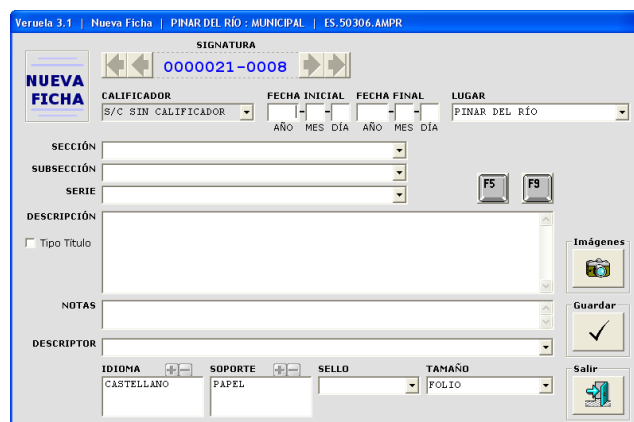 Veruela 3.1 | Nueva Ficha | PINAR DEL RÍO : MUNICIPAL | ES.50306.AMPR
NUEVA
FICHA
SIGNATURA
0000021-0008
CALIFICADOR
S/C SIN CALIFICADOR
FECHA INICIAL
- -
AÑO MES DÍA
FECHA FINAL
- -
AÑO MES DÍA
LUGAR
PINAR DEL RÍO
SECCIÓN
SUBSECCIÓN
SERIE
F5
F9
DESCRIPCIÓN
Tipo Título
Imágenes
NOTAS
Guardar
DESCRIPTOR
IDIOMA
CASTELLANO
SOPORTE
PAPEL
SELLO
TAMAÑO
FOLIO
Salir